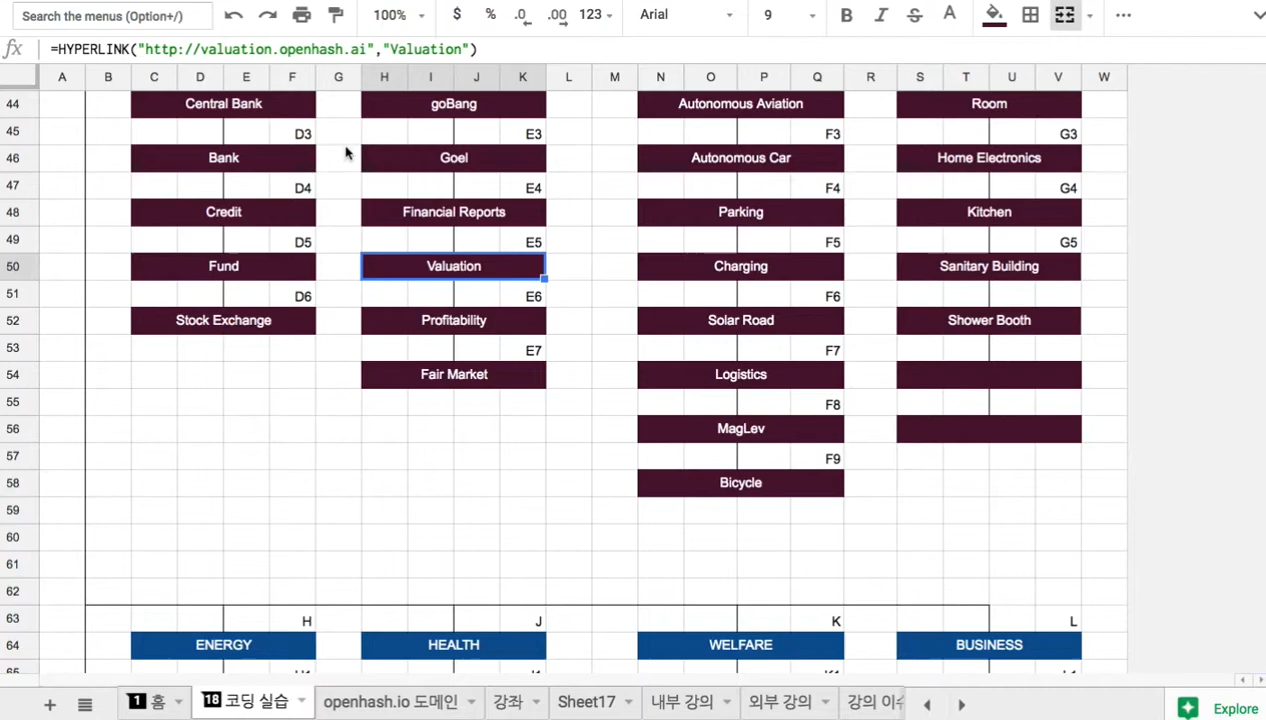 Search the menus (Option+/) 100% $ % .0 .00 123 Arial 9 B I S A
fx =HYPERLINK("http://valuation.openhash.ai","Valuation")
A B C D E F G H I J K L M N O P Q R S T U V W
44 Central Bank goBang Autonomous Aviation Room
45 D3 E3 F3 G3
46 Bank Goel Autonomous Car Home Electronics
47 D4 E4 F4 G4
48 Credit Financial Reports Parking Kitchen
49 D5 E5 F5 G5
50 Fund Valuation Charging Sanitary Building
51 D6 E6 F6
52 Stock Exchange Profitability Solar Road Shower Booth
53 E7 F7
54 Fair Market Logistics
55 F8
56 MagLev
57 F9
58 Bicycle
59
60
61
62
63 H J K L
64 ENERGY HEALTH WELFARE BUSINESS
65
1 홈 18 코딩 실습 openhash.io 도메인 강좌 Sheet17 내부 강의 외부 강의 강의 Explore